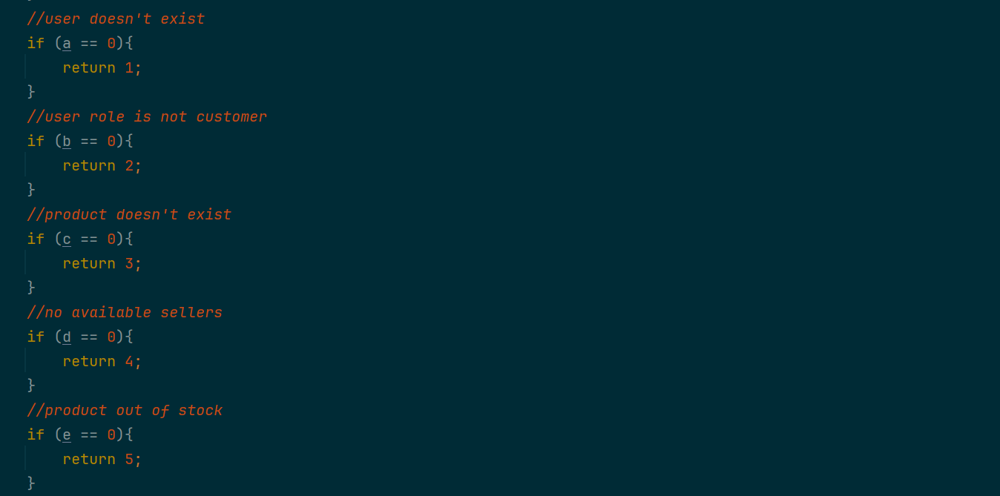 //user doesn't exist
if (a == 0){
    return 1;
}
//user role is not customer
if (b == 0){
    return 2;
}
//product doesn't exist
if (c == 0){
    return 3;
}
//no available sellers
if (d == 0){
    return 4;
}
//product out of stock
if (e == 0){
    return 5;
}